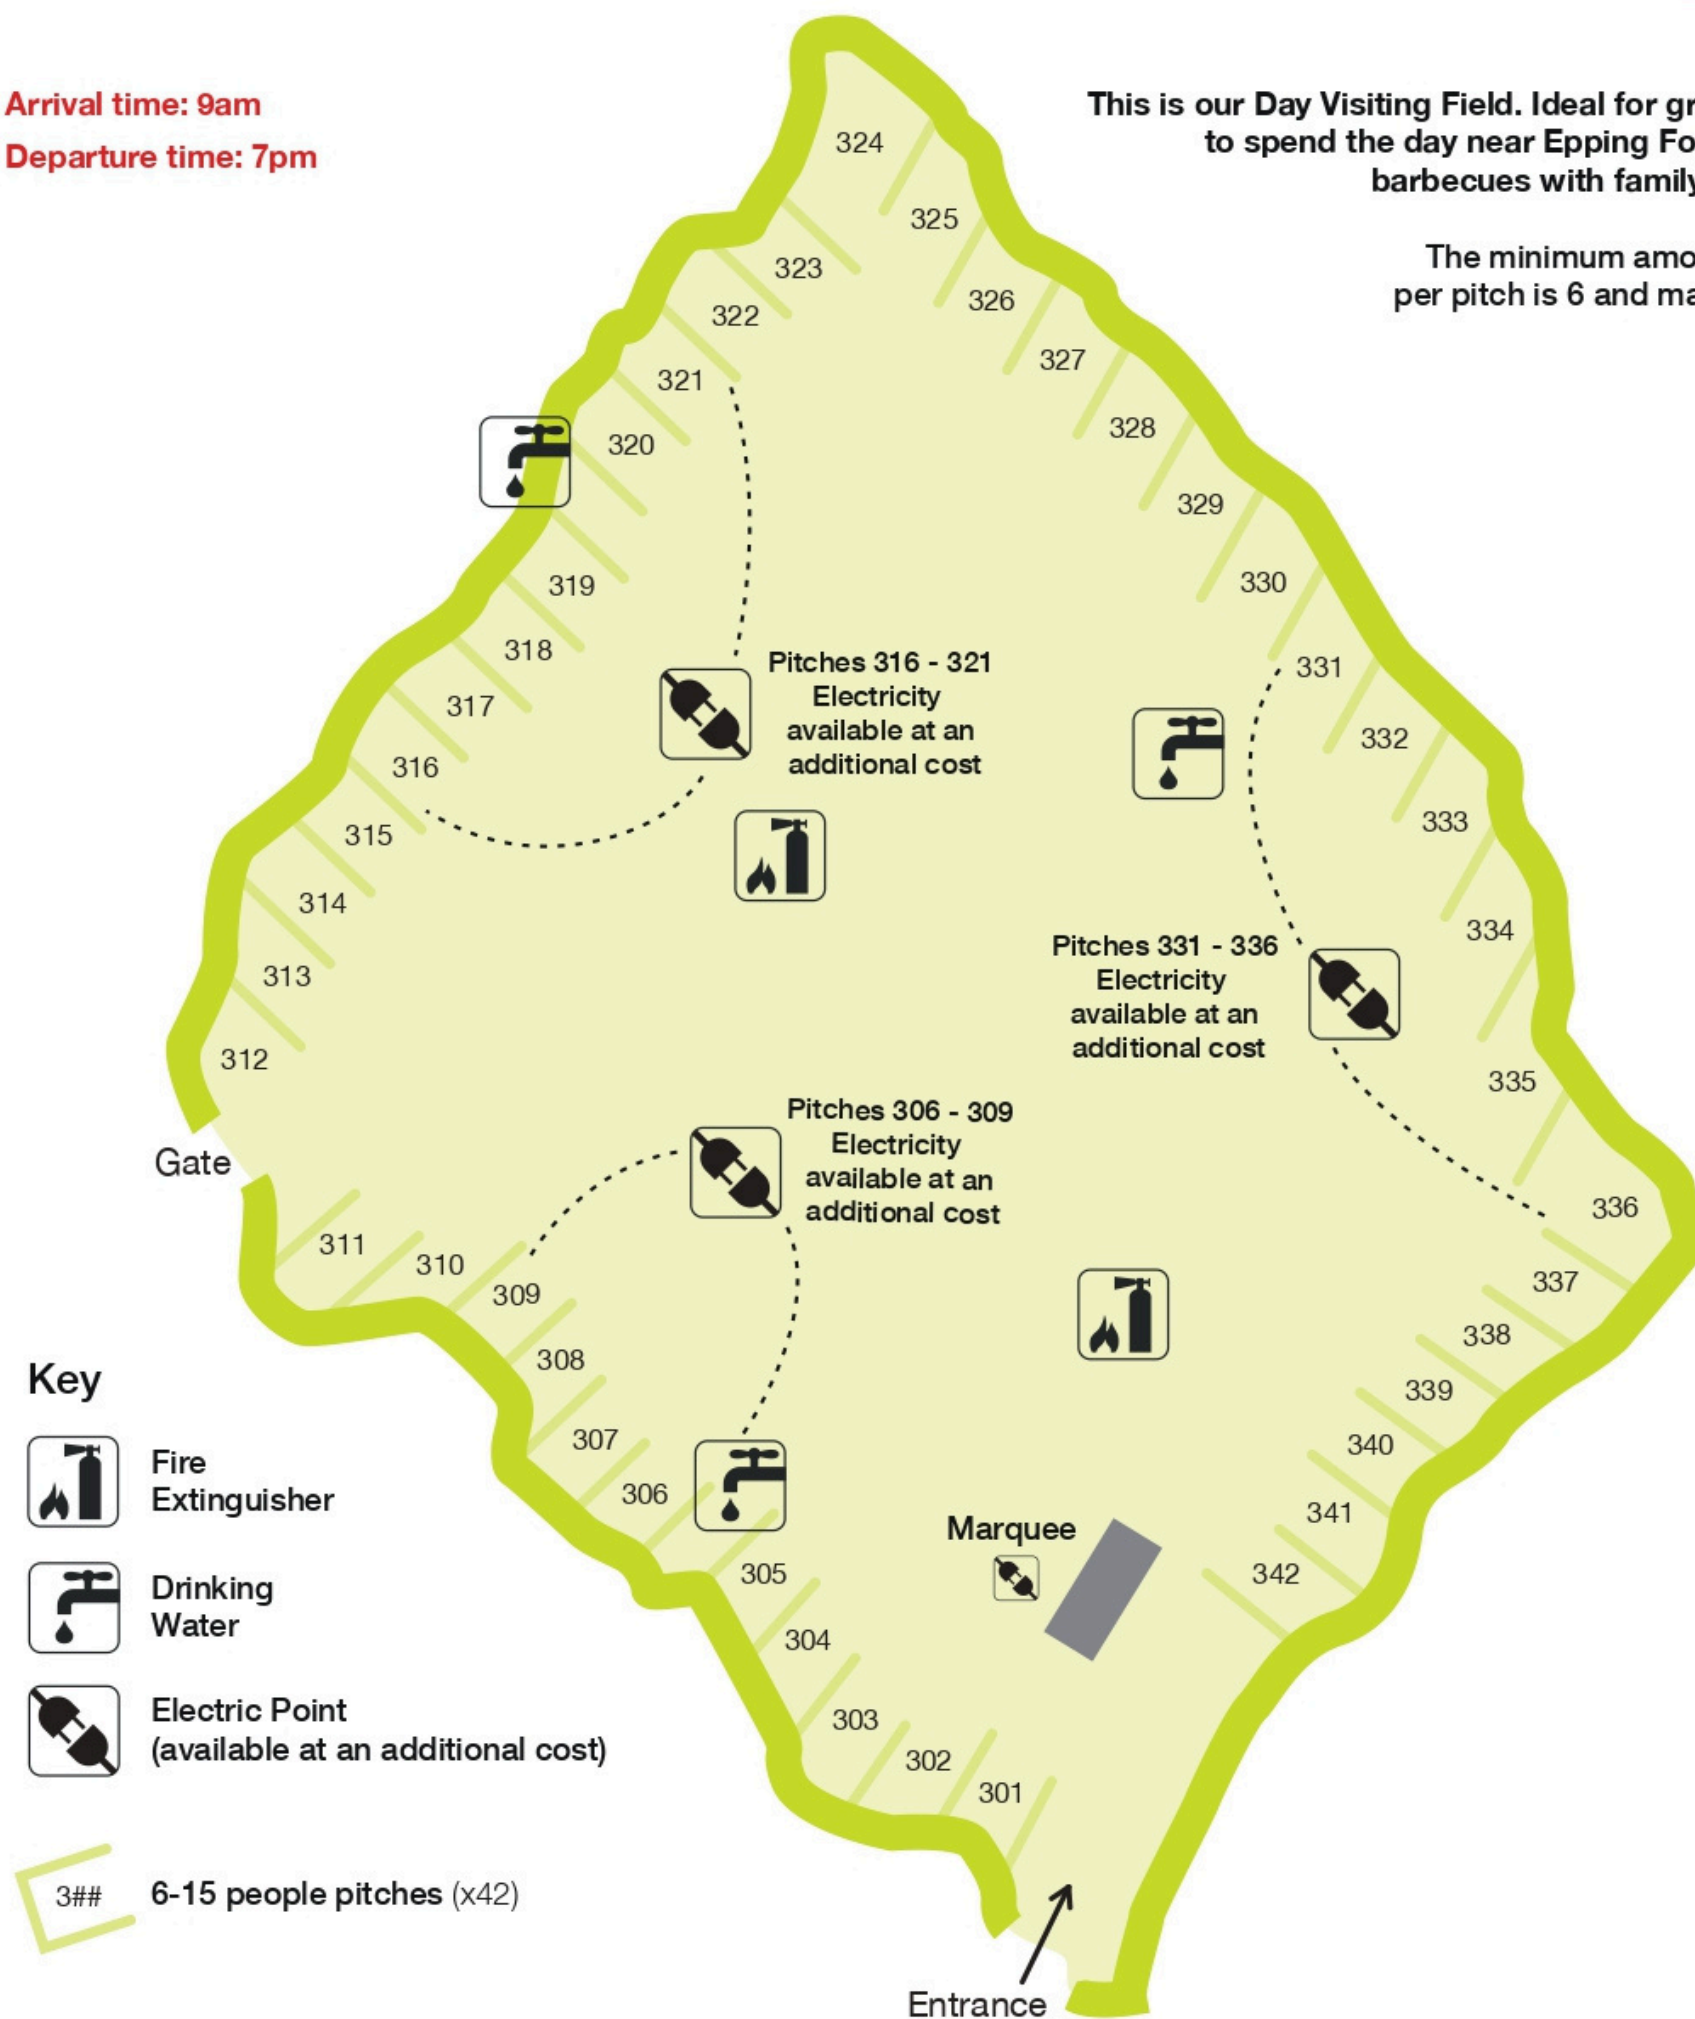 Arrival time: 9am
Departure time: 7pm
This is our Day Visiting Field. Ideal for
to spend the day near Epping
barbecues with family
The minimum
per pitch is 6 and
324
325
323
326
322
327
321
328
320
329
319
330
318
331
317
332
316
333
315
334
314
313
335
312
336
Pitches 316 - 321
Electricity
available at an
additional cost
Pitches 331 - 336
Electricity
available at an
additional cost
Pitches 306 - 309
Electricity
available at an
additional cost
Gate
311
310
309
308
307
306
305
304
303
302
301
337
338
339
340
341
342
Marquee
Entrance
Key
Fire
Extinguisher
Drinking
Water
Electric Point
(available at an additional cost)
3##
6-15 people pitches (x42)